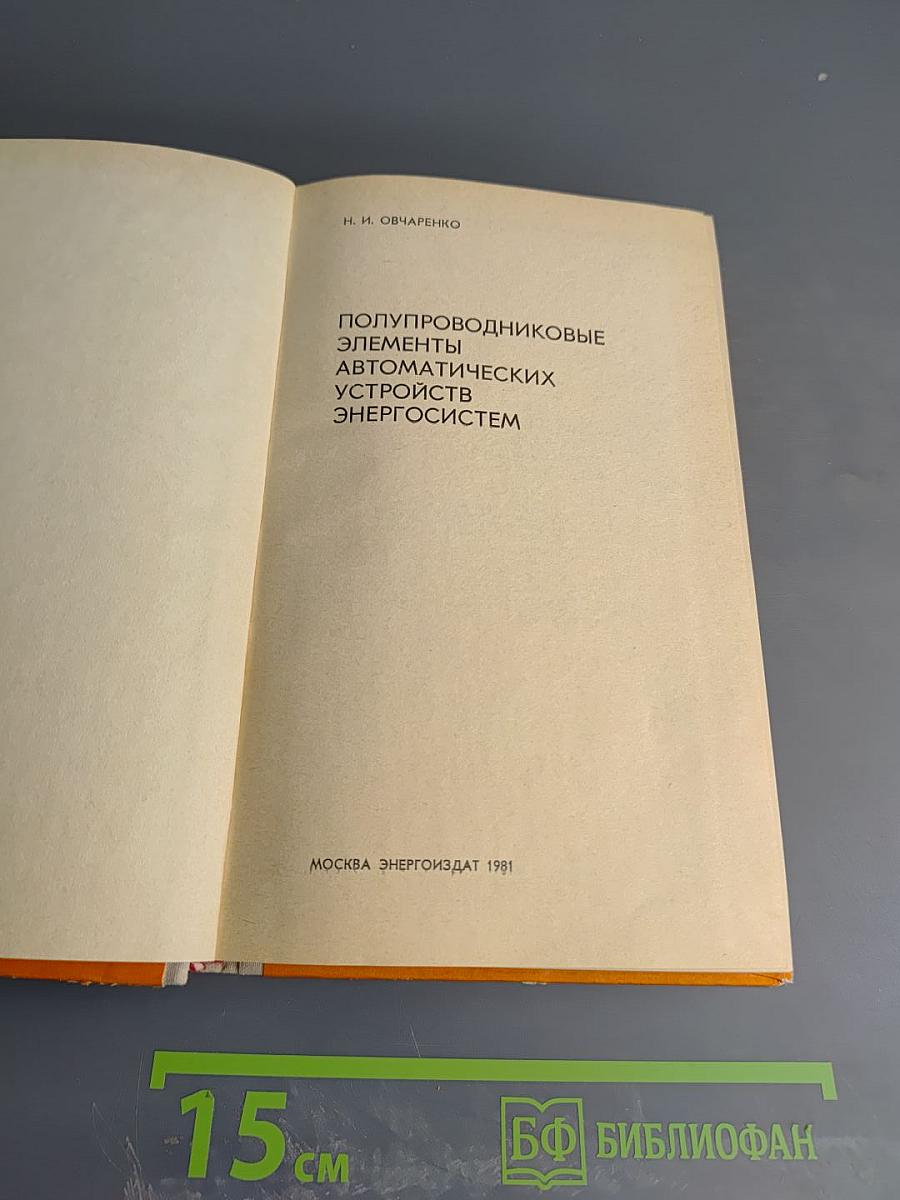 Н. И. ОВЧАРЕНКО
ПОЛУПРОВОДНИКОВЫЕ
ЭЛЕМЕНТЫ
АВТОМАТИЧЕСКИХ
УСТРОЙСТВ
ЭНЕРГОСИСТЕМ
МОСКВА ЭНЕРГОИЗДАТ 1981
15 см
БФ БИБЛИОФАН